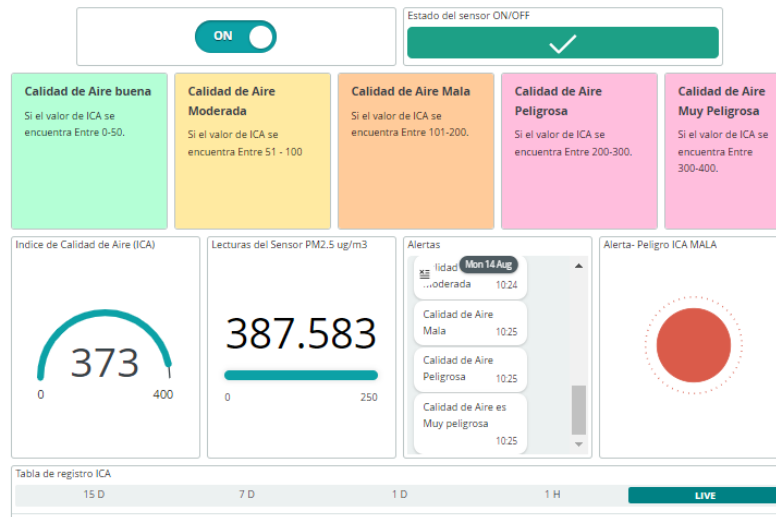 ON
Estado del sensor ON/OFF
Calidad de Aire buena
Si el valor de ICA se
encuentra Entre 0-50.
Calidad de Aire
Moderada
Si el valor de ICA se
encuentra Entre 51 - 100
Calidad de Aire Mala
Si el valor de ICA se
encuentra Entre 101-200.
Calidad de Aire
Peligrosa
Si el valor de ICA se
encuentra Entre 200-300.
Calidad de Aire
Muy Peligrosa
Si el valor de ICA se
encuentra Entre
300-400.
Indice de Calidad de Aire (ICA)
373
0
400
Lecturas del Sensor PM2.5 ug/m3
387.583
0
250
Alertas
Mon 14 Aug
10:24
Calidad de Aire
Mala
10:25
Calidad de Aire
Peligrosa
10:25
Calidad de Aire es
Muy peligrosa
10:25
Alerta- Peligro ICA MALA
Tabla de registro ICA
15 D
7 D
1 D
1 H
LIVE